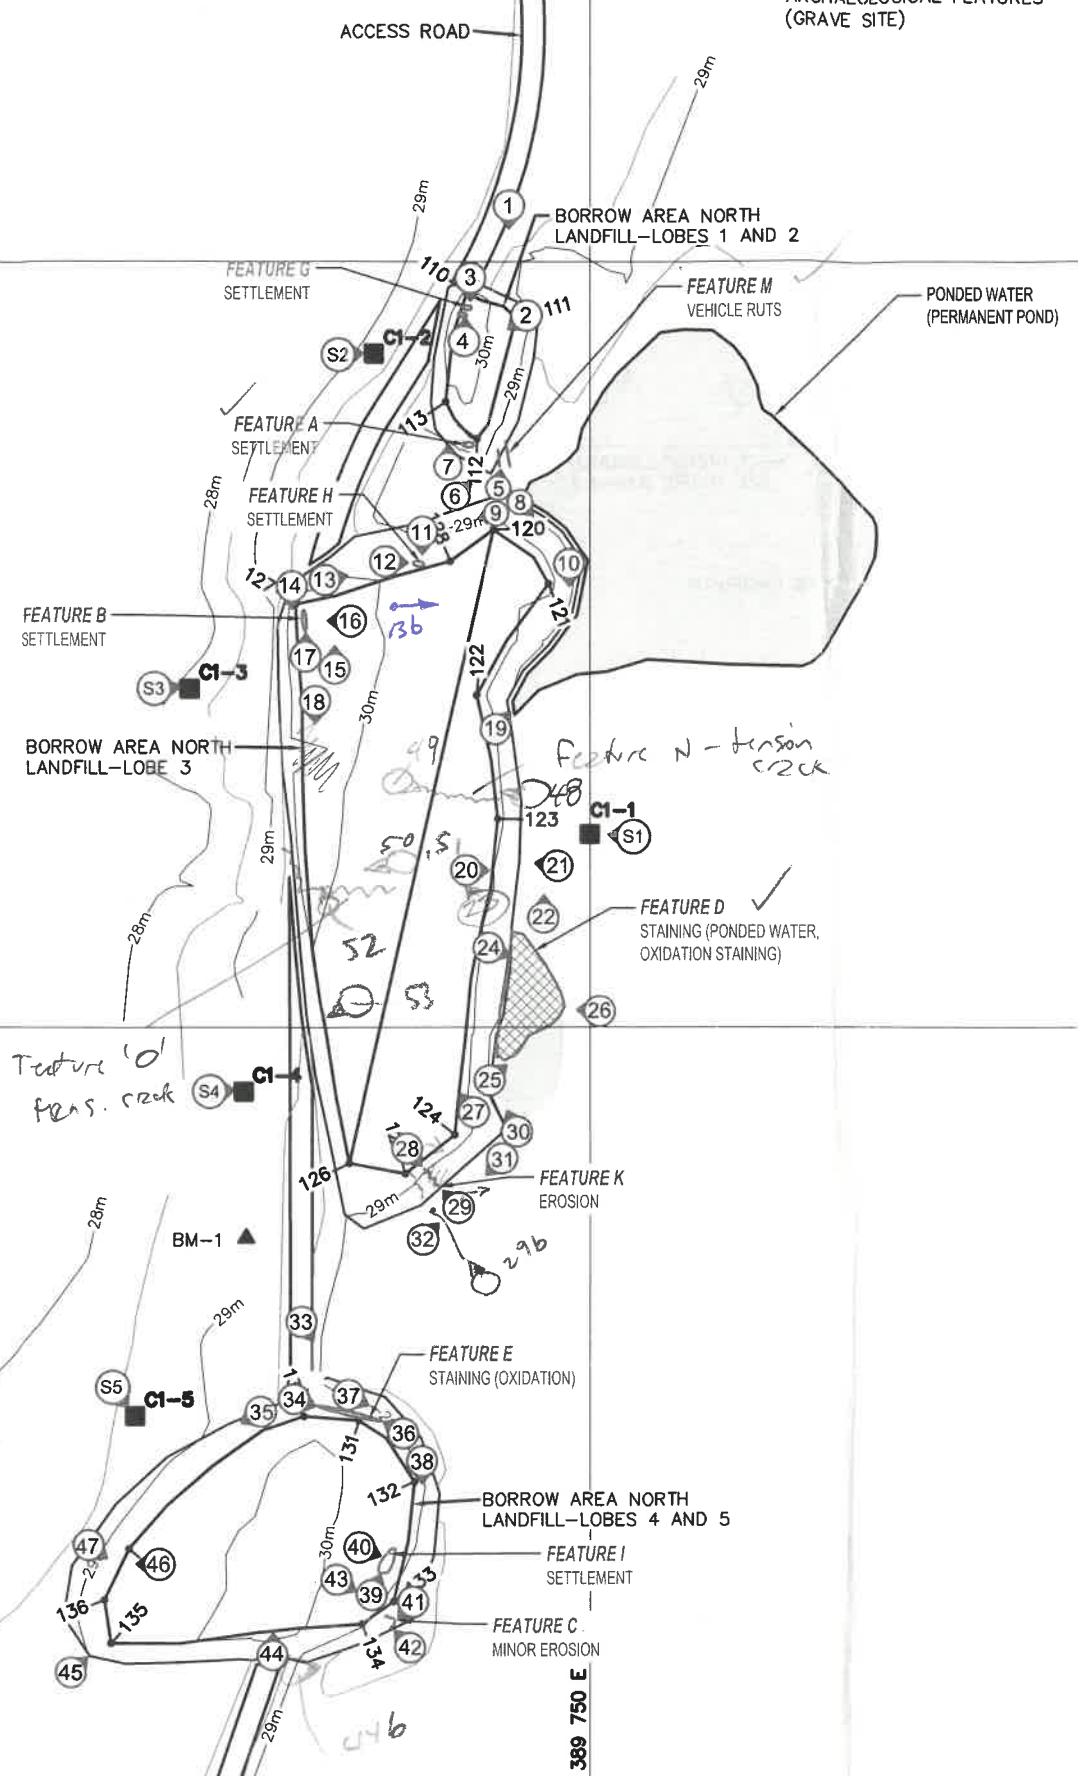 (GRAVE SITE)
ACCESS ROAD
29m
29m
1
BORROW AREA NORTH
LANDFILL-LOBES 1 AND 2
FEATURE G
SETTLEMENT
110
3
2
111
FEATURE M
VEHICLE RUTS
PONDED WATER
(PERMANENT POND)
S2
C1-2
4
30m
29m
113
FEATURE A
SETTLEMENT
7
112
28m
FEATURE H
SETTLEMENT
6
5
8
9
11
-29m
120
12
10
127
14
13
FEATURE B
SETTLEMENT
16
13b
121
17
15
122
S3
C1-3
18
30m
19
BORROW AREA NORTH
LANDFILL-LOBE 3
49
Feature N - tension
crack
48
C1-1
123
S1
29m
50, 51
20
21
22
23
28m
FEATURE D
STAINING (PONDED WATER,
OXIDATION STAINING)
52
24
53
26
Feature 'O'
tens. crack
S4
C1-4
25
27
124
30
28
31
126
29m
FEATURE K
EROSION
29
28m
BM-1
32
29b
29m
33
FEATURE E
STAINING (OXIDATION)
S5
C1-5
34
37
35
36
131
38
132
BORROW AREA NORTH
LANDFILL-LOBES 4 AND 5
47
46
30m
40
FEATURE I
SETTLEMENT
43
39
133
136
135
41
FEATURE C
MINOR EROSION
42
134
44
45
29m
44b
389 750 E